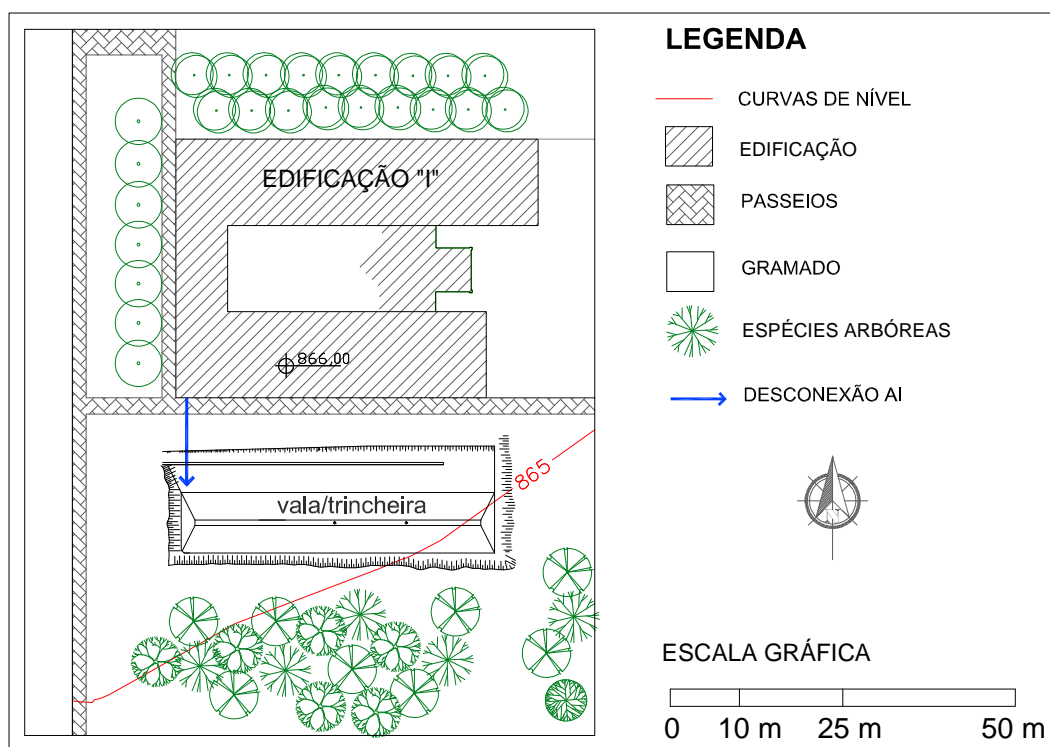 LEGENDA
CURVAS DE NÍVEL
EDIFICAÇÃO
PASSEIOS
GRAMADO
ESPÉCIES ARBÓREAS
DESCONEXÃO AI
EDIFICAÇÃO "I"
866,00
865
vala/trincheira
N
ESCALA GRÁFICA
0 10 m 25 m 50 m